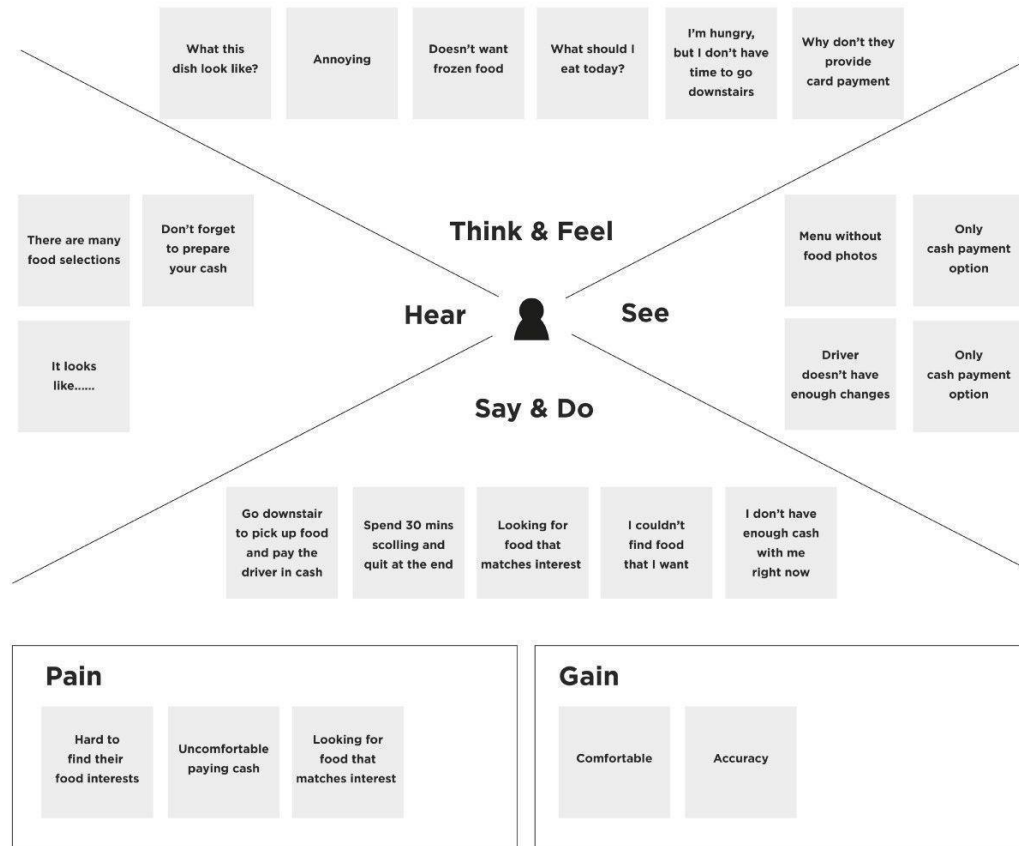 What this
dish look like?
Annoying
Doesn't want
frozen food
What should I
eat today?
I'm hungry,
but I don't have
time to go
downstairs
Why don't they
provide
card payment
Think & Feel
There are many
food selections
Don't forget
to prepare
your cash
It looks
like......
Hear
See
Menu without
food photos
Only
cash payment
option
Driver
doesn't have
enough changes
Only
cash payment
option
Say & Do
Go downstair
to pick up food
and pay the
driver in cash
Spend 30 mins
scolling and
quit at the end
Looking for
food that
matches interest
I couldn't
find food
that I want
I don't have
enough cash
with me
right now
Pain
Hard to
find their
food interests
Uncomfortable
paying cash
Looking for
food that
matches interest
Gain
Comfortable
Accuracy